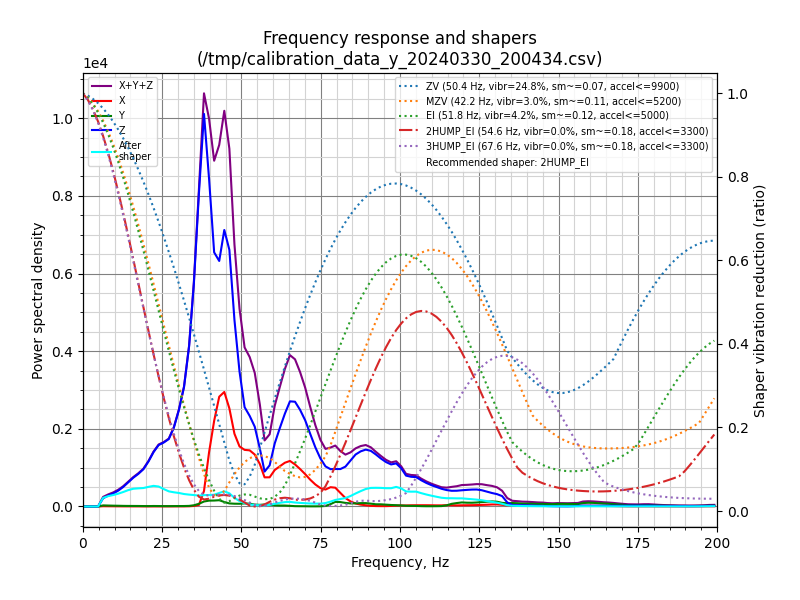 Frequency response and shapers
(/tmp/calibration_data_y_20240330_200434.csv)
1e4
X+Y+Z
X
Y
Z
After
shaper
ZV (50.4 Hz, vibr=24.8%, sm~=0.07, accel<=9900)
MZV (42.2 Hz, vibr=3.0%, sm~=0.11, accel<=5200)
EI (51.8 Hz, vibr=4.2%, sm~=0.12, accel<=5000)
2HUMP_EI (54.6 Hz, vibr=0.0%, sm~=0.18, accel<=3300)
3HUMP_EI (67.6 Hz, vibr=0.0%, sm~=0.18, accel<=3300)
Recommended shaper: 2HUMP_EI
Power spectral density
1.0
0.8
0.6
0.4
0.2
0.0
1.0
0.8
0.6
0.4
0.2
0.0
Shaper vibration reduction (ratio)
0 25 50 75 100 125 150 175 200
Frequency, Hz